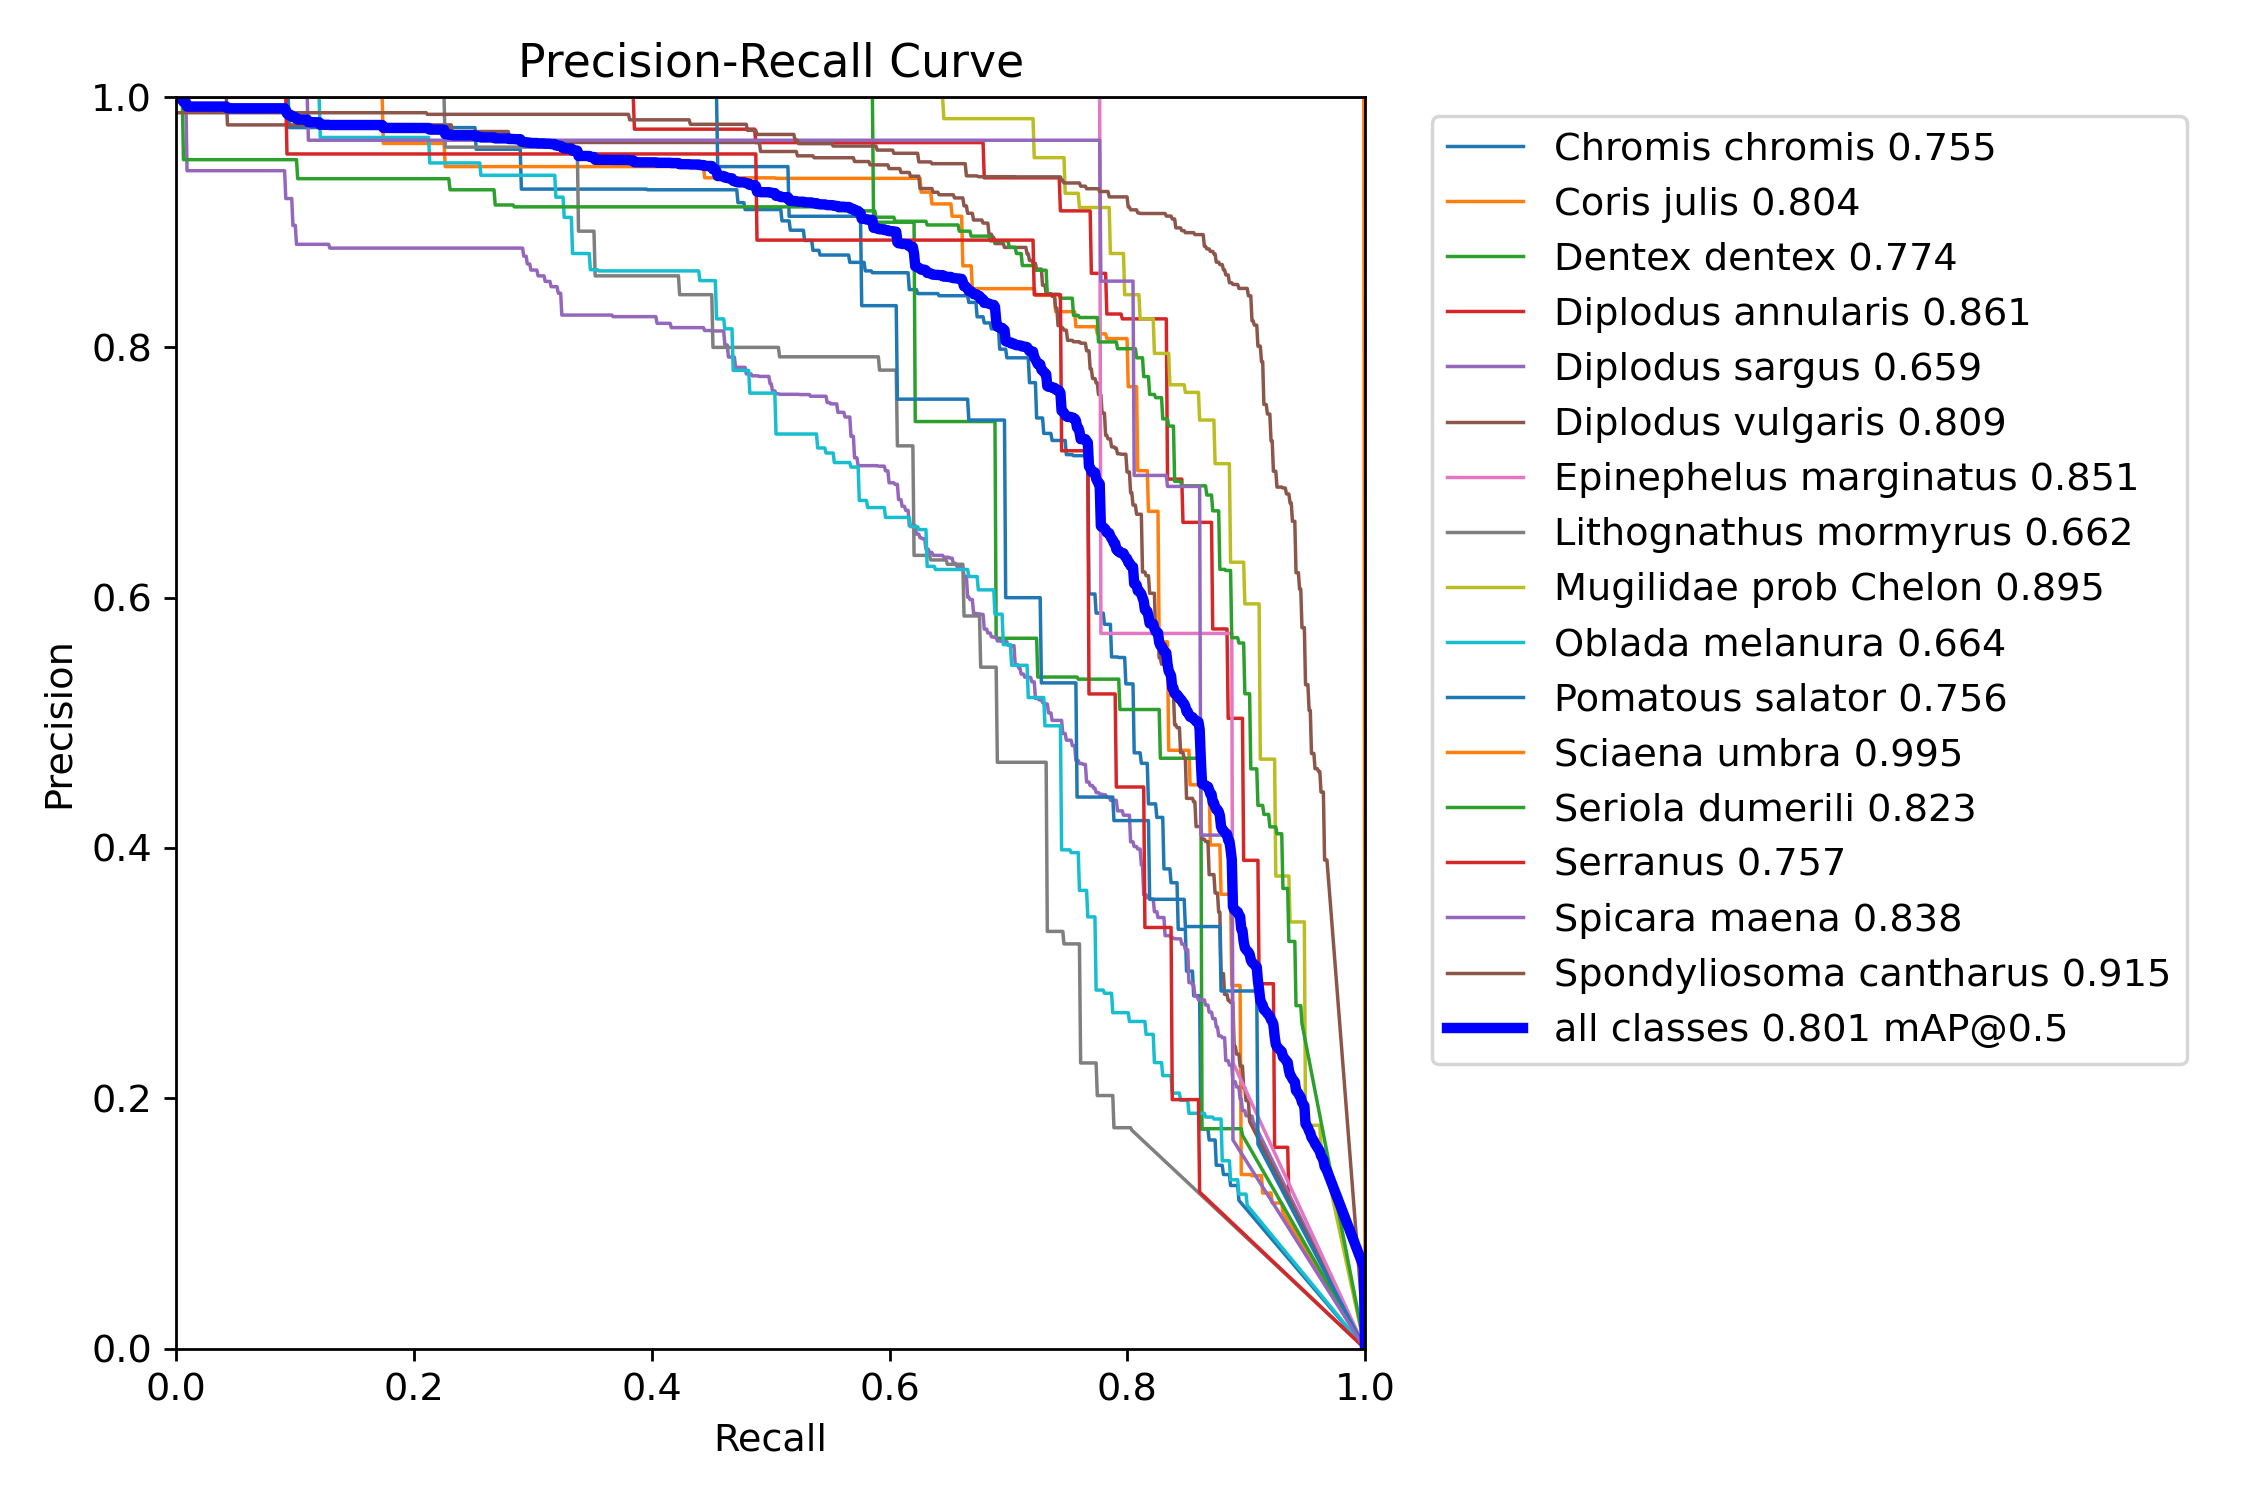 Precision-Recall Curve
1.0
0.8
0.6
0.4
0.2
0.0
Precision
0.0 0.2 0.4 0.6 0.8 1.0
Recall
Chromis chromis 0.755
Coris julis 0.804
Dentex dentex 0.774
Diplodus annularis 0.861
Diplodus sargus 0.659
Diplodus vulgaris 0.809
Epinephelus marginatus 0.851
Lithognathus mormyrus 0.662
Mugilidae prob Chelon 0.895
Oblada melanura 0.664
Pomatous salator 0.756
Sciaena umbra 0.995
Seriola dumerili 0.823
Serranus 0.757
Spicara maena 0.838
Spondyliosoma cantharus 0.915
all classes 0.801 mAP@0.5